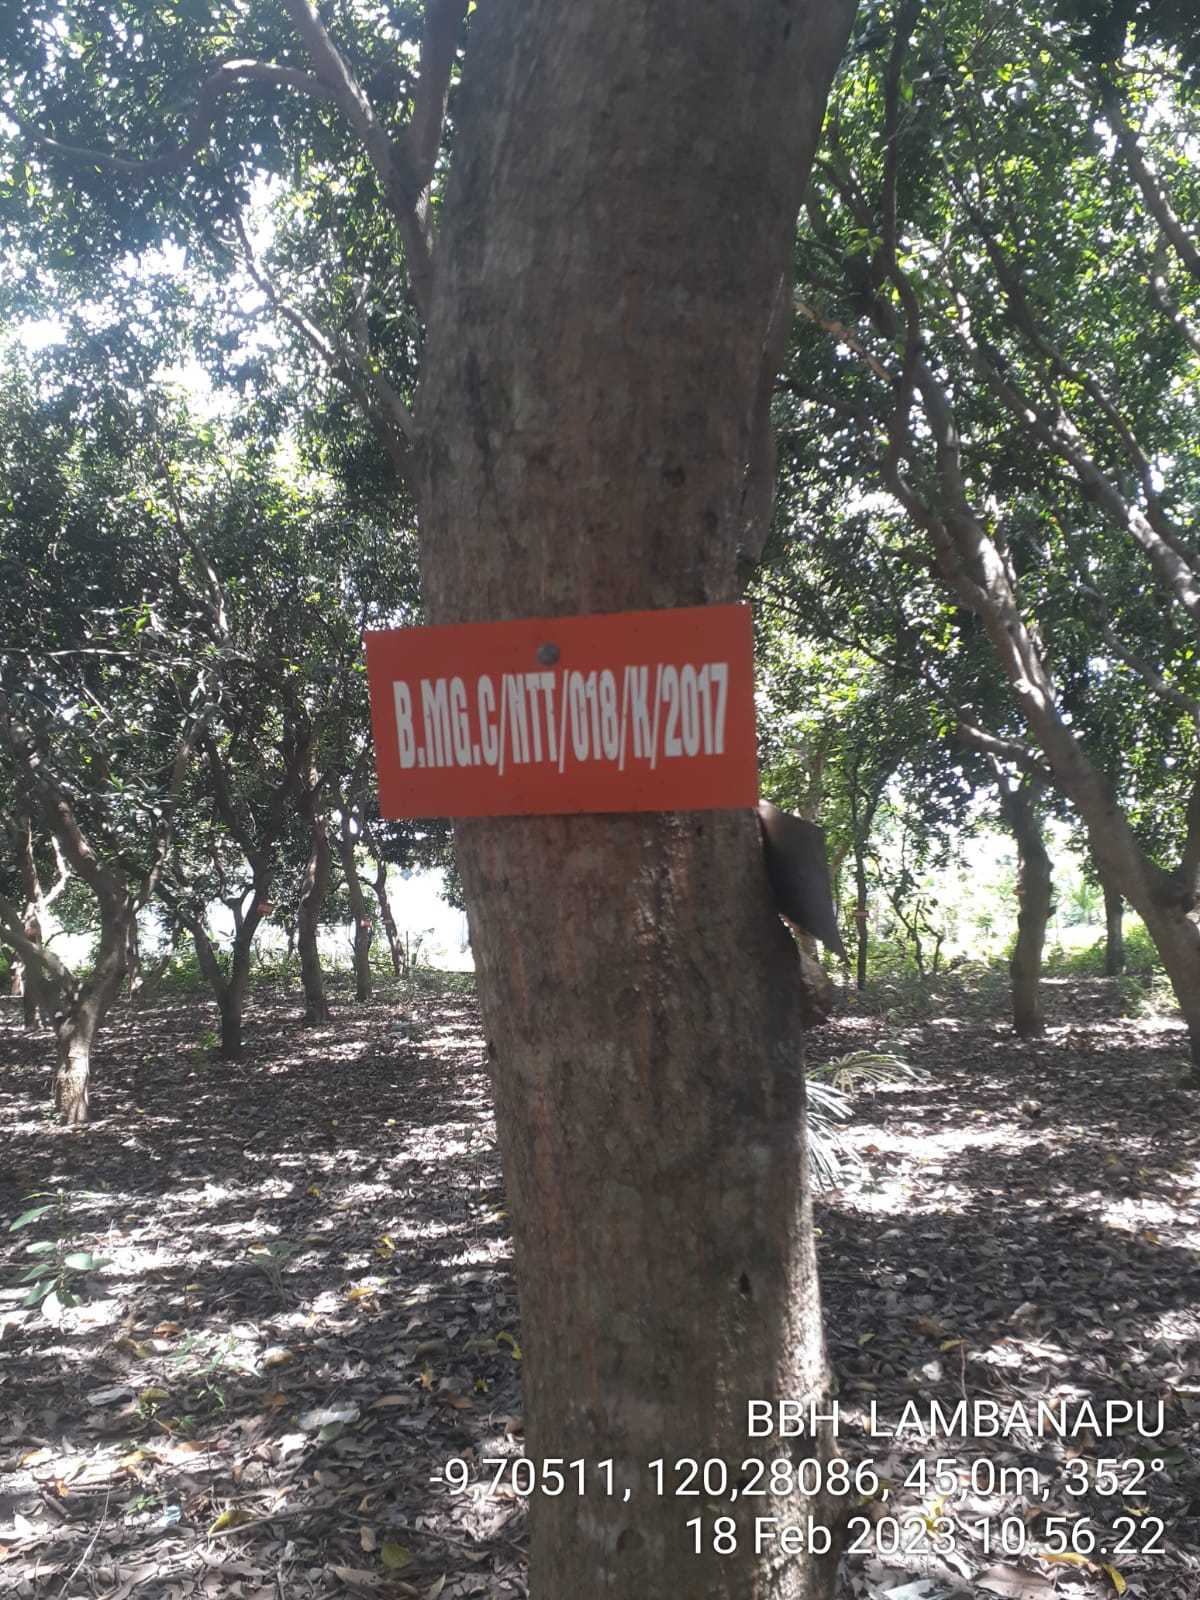 B.MG.C/NTT/018/K/2017
BBH LAMBANAPU
-9,70511, 120,28086, 45,0m, 352°
18 Feb 2023 10.56.22